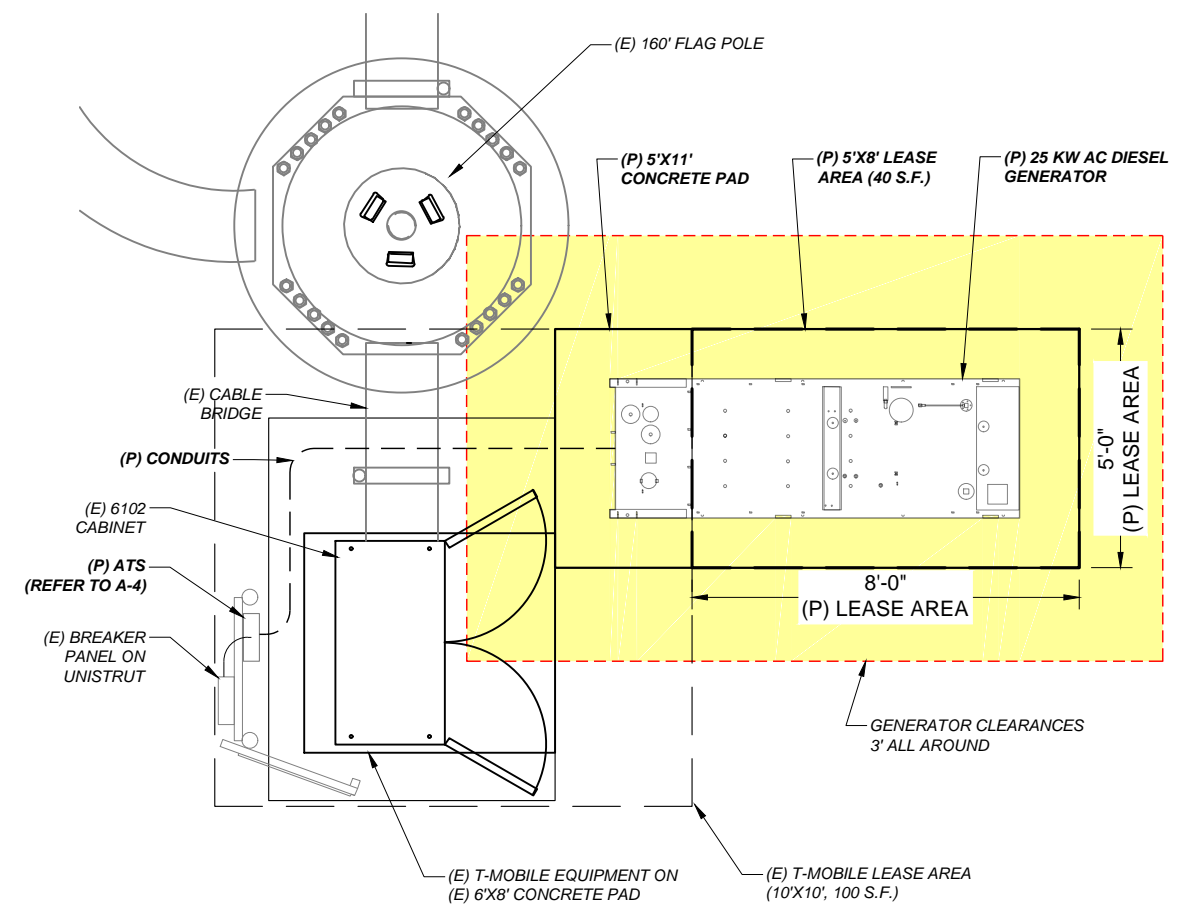 (E) 160' FLAG POLE
(P) 5'X11'
CONCRETE PAD
(P) 5'X8' LEASE
AREA (40 S.F.)
(P) 25 KW AC DIESEL
GENERATOR
(E) CABLE
BRIDGE
(P) CONDUITS
(E) 6102
CABINET
(P) ATS
(REFER TO A-4)
(E) BREAKER
PANEL ON
UNISTRUT
5'-0"
(P) LEASE AREA
8'-0"
(P) LEASE AREA
GENERATOR CLEARANCES
3' ALL AROUND
(E) T-MOBILE EQUIPMENT ON
(E) 6'X8' CONCRETE PAD
(E) T-MOBILE LEASE AREA
(10'X10', 100 S.F.)